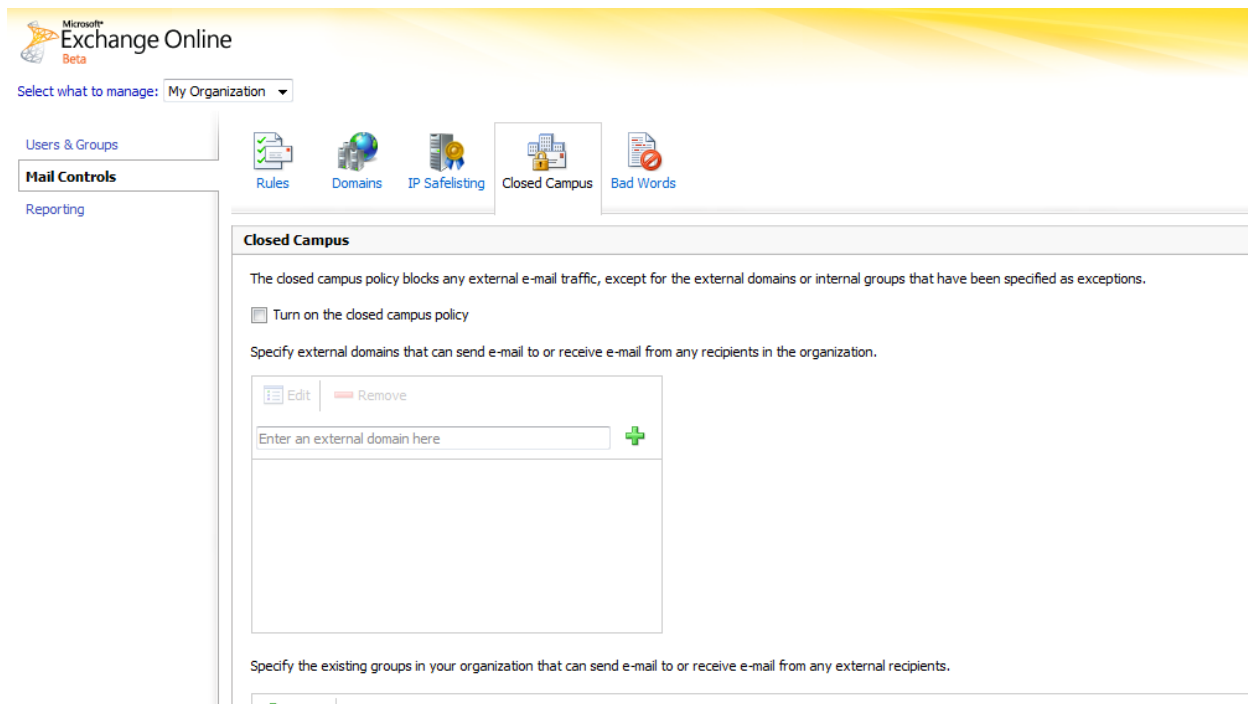 Microsoft®
Exchange Online
Beta
Select what to manage: My Organization
Users & Groups
Mail Controls
Reporting
Rules
Domains
IP Safelisting
Closed Campus
Bad Words
Closed Campus
The closed campus policy blocks any external e-mail traffic, except for the external domains or internal groups that have been specified as exceptions.
Turn on the closed campus policy
Specify external domains that can send e-mail to or receive e-mail from any recipients in the organization.
Edit
Remove
Enter an external domain here
Specify the existing groups in your organization that can send e-mail to or receive e-mail from any external recipients.